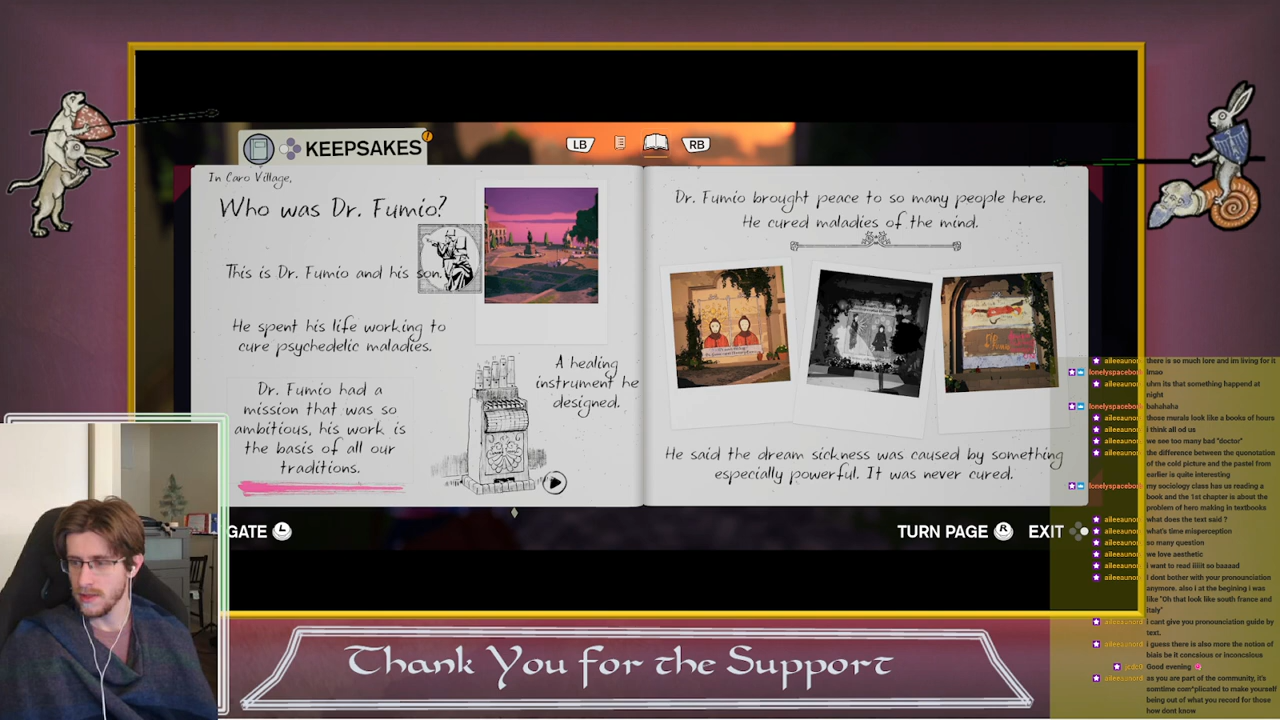 KEEPSAKES
LB
RB
In Caro Village,
Who was Dr. Fumio?
This is Dr. Fumio and his son.
He spent his life working to
cure psychedelic maladies.
Dr. Fumio had a
mission that was so
ambitious, his work is
the basis of all our
traditions.
A healing
instrument he
designed.
Dr. Fumio brought peace to so many people here.
He cured maladies of the mind.
He said the dream sickness was caused by something
especially powerful. It was never cured.
GATE
TURN PAGE R
EXIT
there is so much lore and im living for it
lmao
uhm its that something happend at
night
bahahaha
those murals look like a books of hours
i think all od us
we see too many bad "doctor"
the difference between the quonotation
of the cold picture and the pastel from
earlier is quite interesting
my sociology class has us reading a
book and the 1st chapter is about the
problem of hero making in textbooks
what does the text said ?
what's time misperception
so many question
we love aesthetic
i want to read iiiiit so baaaad
i dont bother with your pronounciation
anymore. also i at the begining i was
like "Oh that look like south france and
italy"
i cant give you pronounciation guide by
text.
i guess there is also more the notion of
biais be it concsious or inconcsious
Good evening
as you are part of the community, it's
somtime com^plicated to make yourself
being out of what you record for those
how dont know
Thank You for the Support